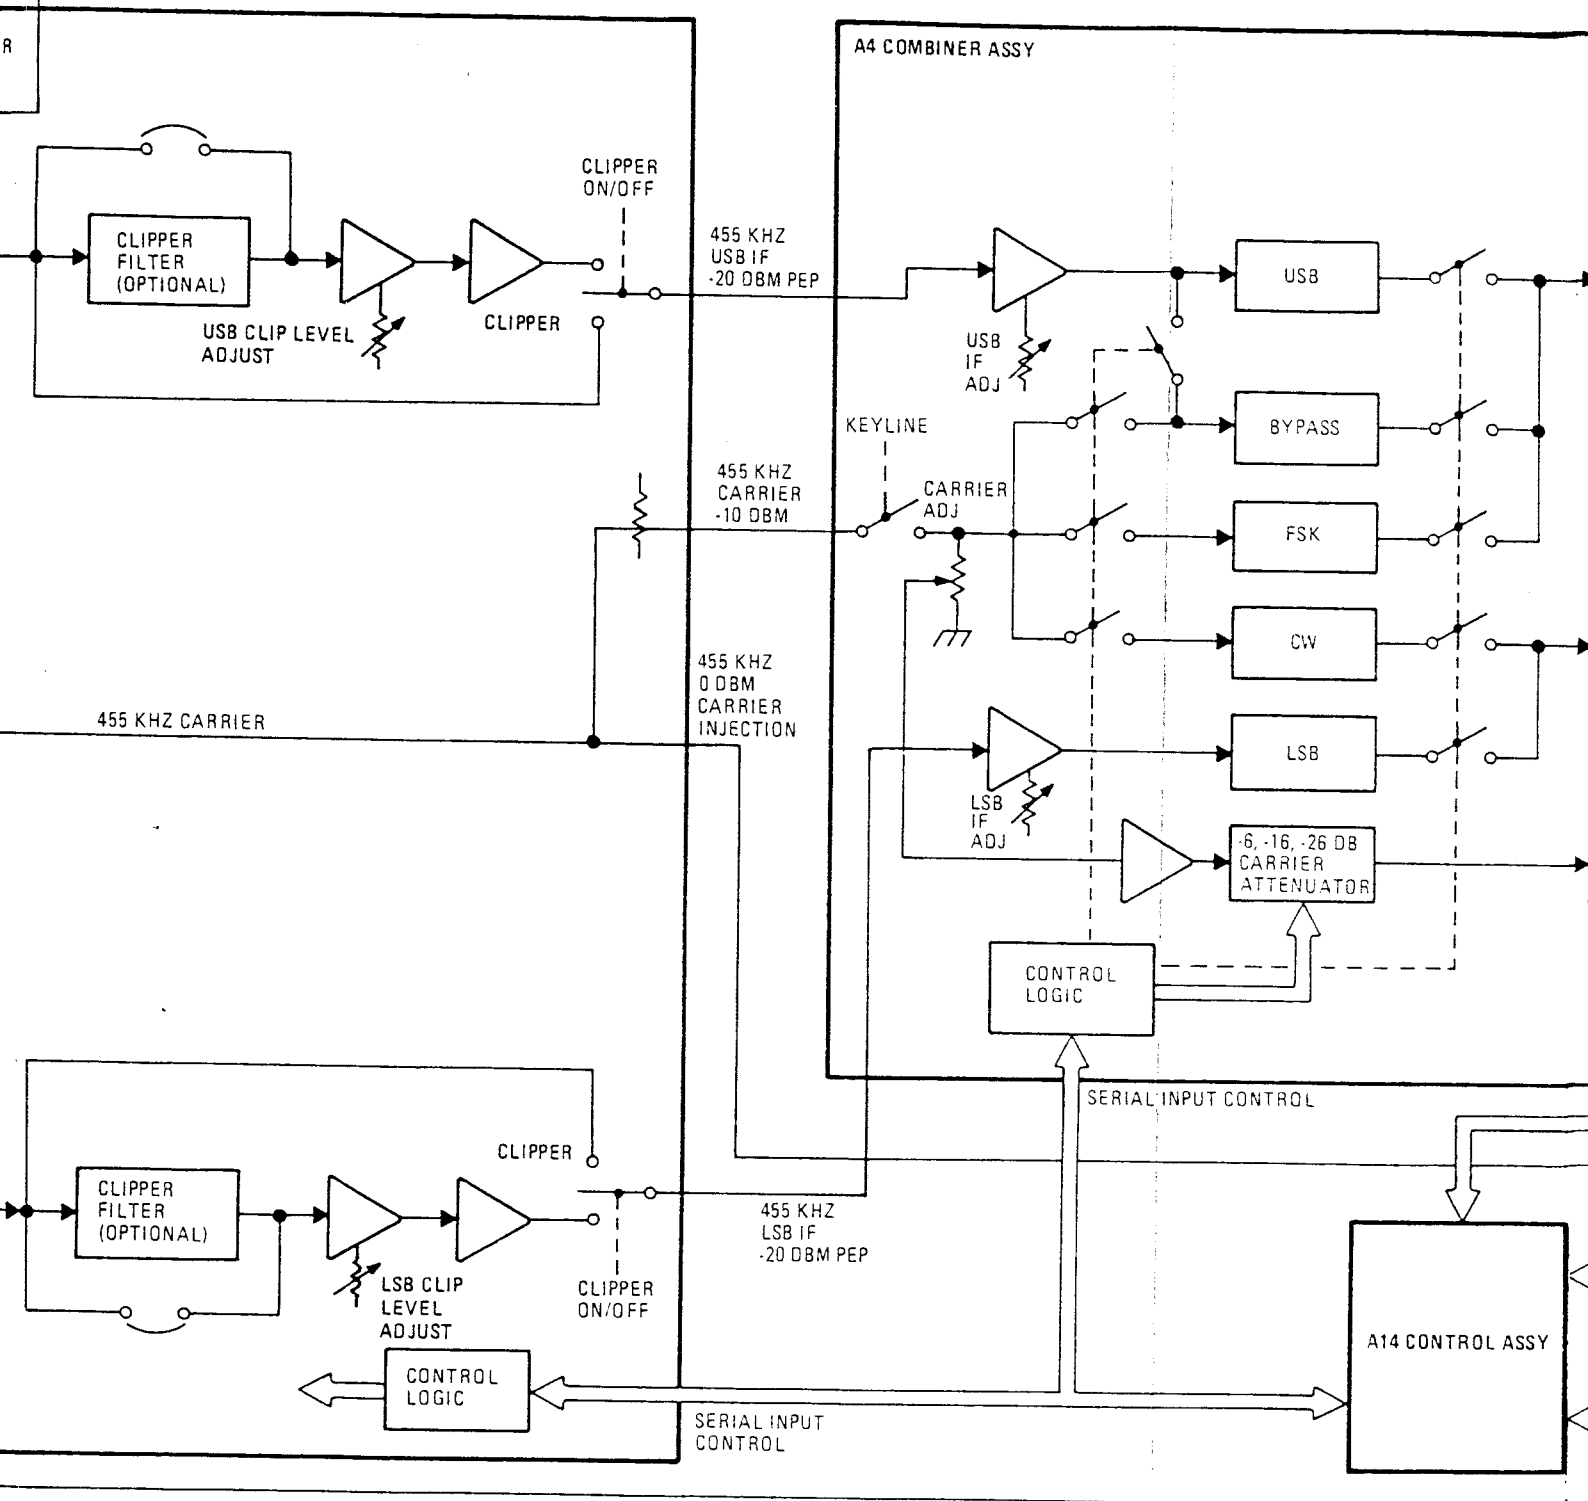 R
A4 COMBINER ASSY
CLIPPER
ON/OFF
CLIPPER
FILTER
(OPTIONAL)
USB CLIP LEVEL
ADJUST
CLIPPER
455 KHZ
USB IF
-20 DBM PEP
USB
IF
ADJ
USB
BYPASS
KEYLINE
455 KHZ
CARRIER
-10 DBM
CARRIER
ADJ
FSK
CW
455 KHZ
0 DBM
CARRIER
INJECTION
455 KHZ CARRIER
LSB
LSB
IF
ADJ
-6, -16, -26 DB
CARRIER
ATTENUATOR
CONTROL
LOGIC
SERIAL INPUT CONTROL
CLIPPER
CLIPPER
FILTER
(OPTIONAL)
455 KHZ
LSB IF
-20 DBM PEP
LSB CLIP
LEVEL
ADJUST
CLIPPER
ON/OFF
A14 CONTROL ASSY
CONTROL
LOGIC
SERIAL INPUT
CONTROL